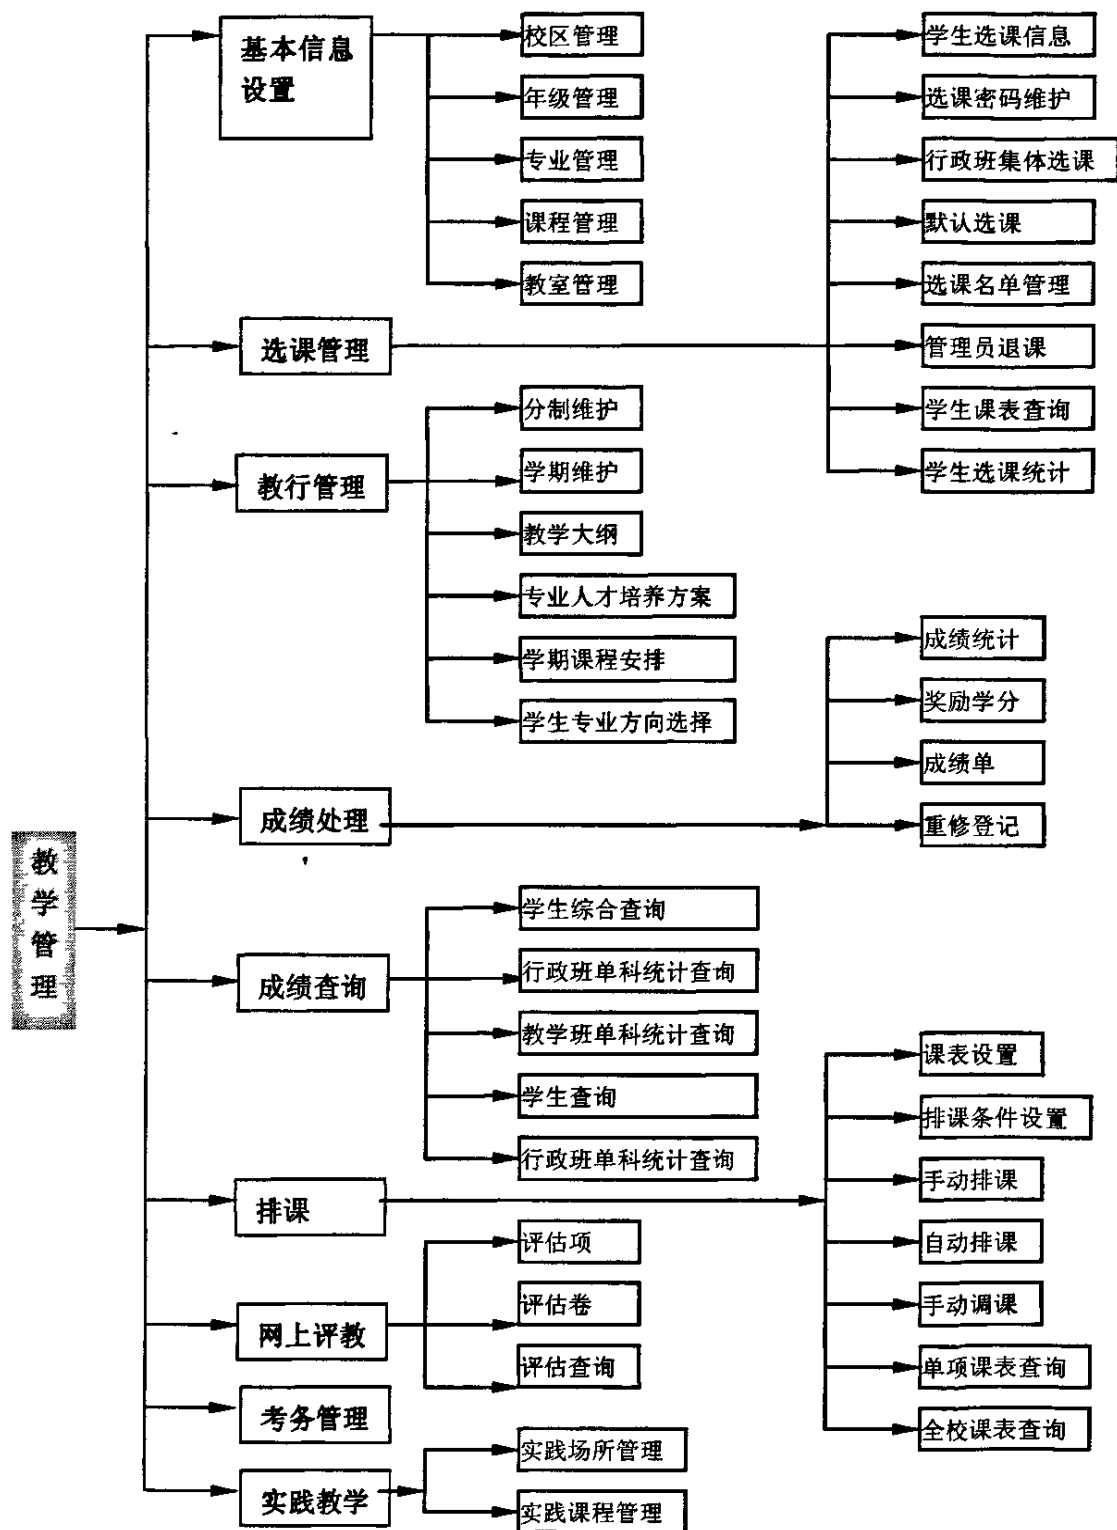 教学管理
基本信息
设置
校区管理
年级管理
专业管理
课程管理
教室管理
选课管理
学生选课信息
选课密码维护
行政班集体选课
默认选课
选课名单管理
管理员退课
学生课表查询
学生选课统计
教行管理
分制维护
学期维护
教学大纲
专业人才培养方案
学期课程安排
学生专业方向选择
成绩处理
成绩统计
奖励学分
成绩单
重修登记
成绩查询
学生综合查询
行政班单科统计查询
教学班单科统计查询
学生查询
行政班单科统计查询
排课
课表设置
排课条件设置
手动排课
自动排课
手动调课
单项课表查询
全校课表查询
网上评教
评估项
评估卷
评估查询
考务管理
实践教学
实践场所管理
实践课程管理